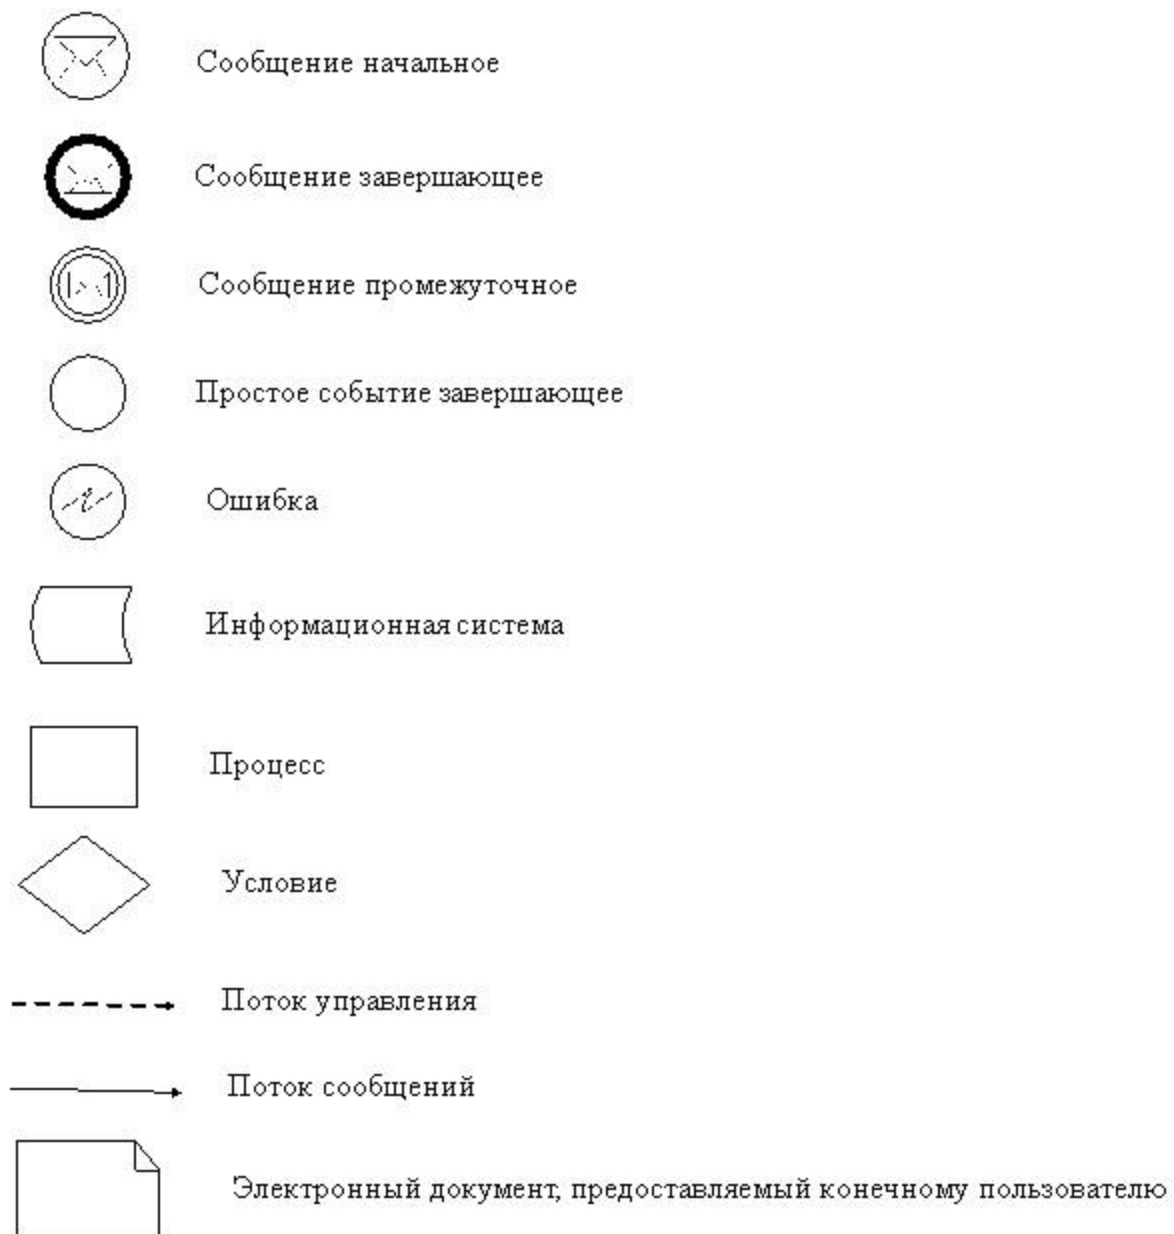 Сообщение начальное
Сообщение завершающее
Сообщение промежуточное
Простое событие завершающее
Ошибка
Информационная система
Процесс
Условие
Поток управления
Поток сообщений
Электронный документ, предоставляемый конечному пользователю